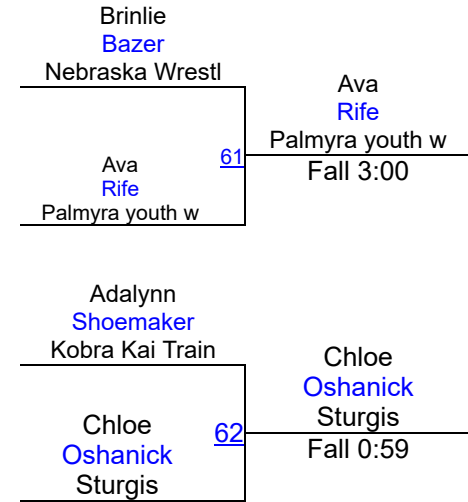 Brinlie
Bazer
Nebraska Wrestl
Ava
Rife
Palmyra youth w
61
Ava
Rife
Palmyra youth w
Fall 3:00
Adalynn
Shoemaker
Kobra Kai Train
Chloe
Oshanick
Sturgis
62
Chloe
Oshanick
Sturgis
Fall 0:59